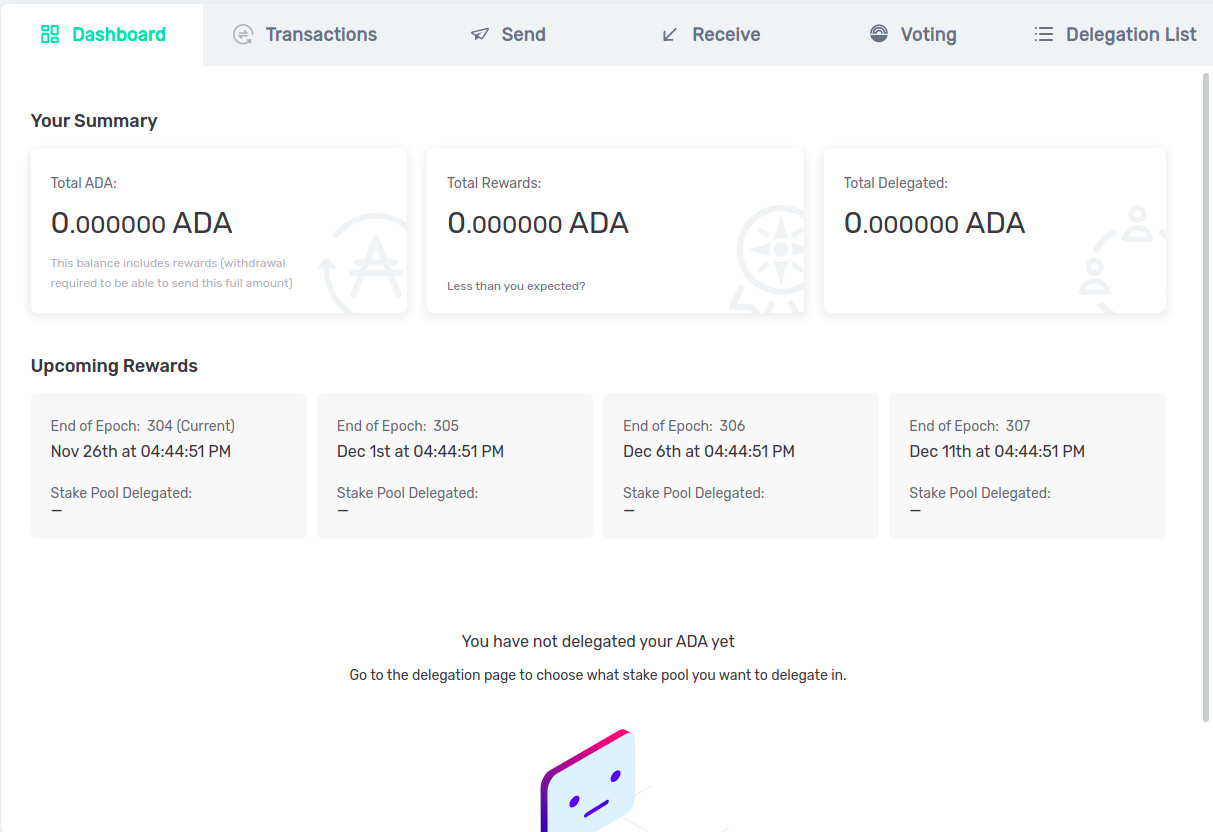 Dashboard
Transactions
Send
Receive
Voting
Delegation List
Your Summary
Total ADA:
0.000000 ADA
This balance includes rewards (withdrawal
required to be able to send this full amount)
Total Rewards:
0.000000 ADA
Less than you expected?
Total Delegated:
0.000000 ADA
Upcoming Rewards
End of Epoch: 304 (Current)
Nov 26th at 04:44:51 PM
Stake Pool Delegated:
—
End of Epoch: 305
Dec 1st at 04:44:51 PM
Stake Pool Delegated:
—
End of Epoch: 306
Dec 6th at 04:44:51 PM
Stake Pool Delegated:
—
End of Epoch: 307
Dec 11th at 04:44:51 PM
Stake Pool Delegated:
—
You have not delegated your ADA yet
Go to the delegation page to choose what stake pool you want to delegate in.